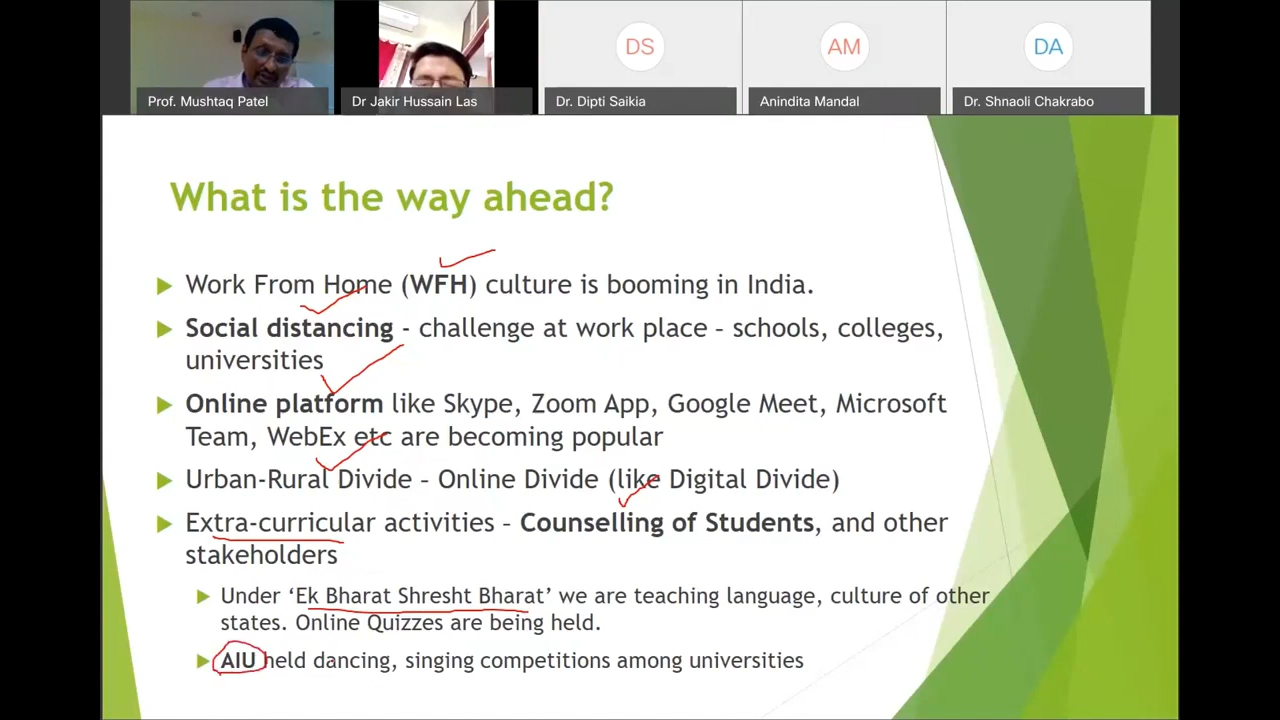 DS
AM
DA
Prof. Mushtaq Patel
Dr Jakir Hussain Las
Dr. Dipti Saikia
Anindita Mandal
Dr. Shnaoli Chakrabo
What is the way ahead?
Work From Home (WFH) culture is booming in India.
Social distancing - challenge at work place – schools, colleges,
universities
Online platform like Skype, Zoom App, Google Meet, Microsoft
Team, WebEx etc are becoming popular
Urban-Rural Divide – Online Divide (like Digital Divide)
Extra-curricular activities – Counselling of Students, and other
stakeholders
Under ‘Ek Bharat Shresht Bharat’ we are teaching language, culture of other
states. Online Quizzes are being held.
AIU held dancing, singing competitions among universities